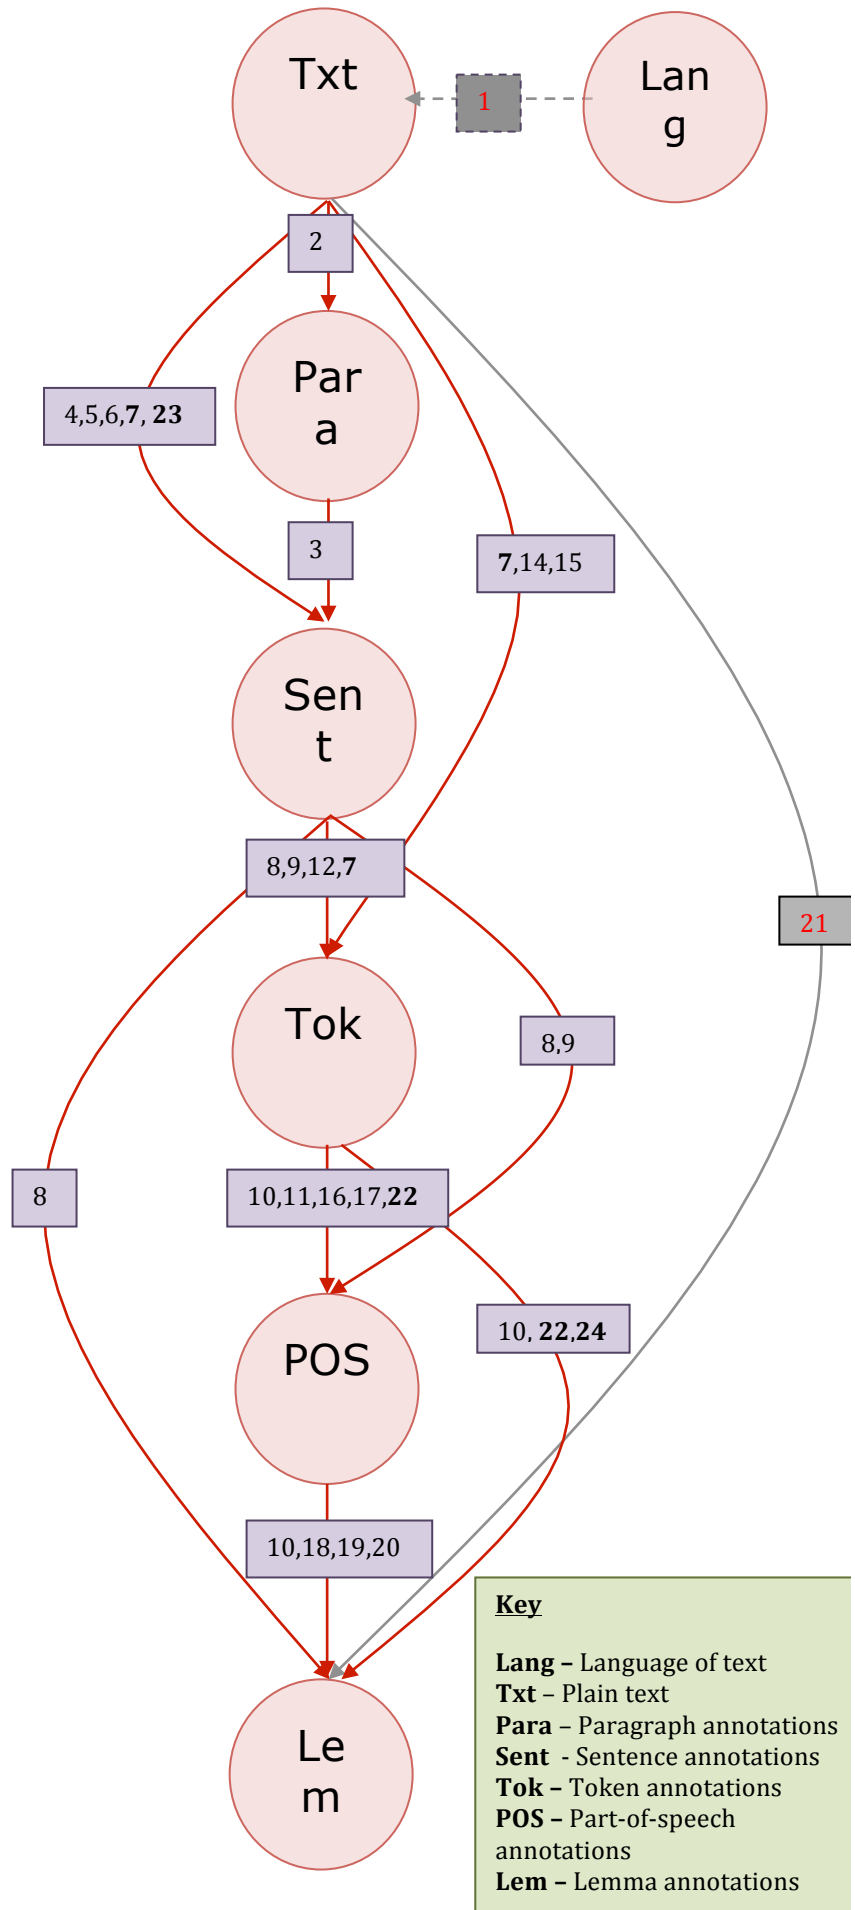 Txt
1
Lan
g
2
Par
a
4,5,6,7, 23
3
7,14,15
Sen
t
8,9,12,7
21
Tok
8,9
8
10,11,16,17,22
10, 22,24
POS
10,18,19,20
Le
m
Key
Lang – Language of text
Txt – Plain text
Para – Paragraph annotations
Sent - Sentence annotations
Tok – Token annotations
POS – Part-of-speech
annotations
Lem – Lemma annotations